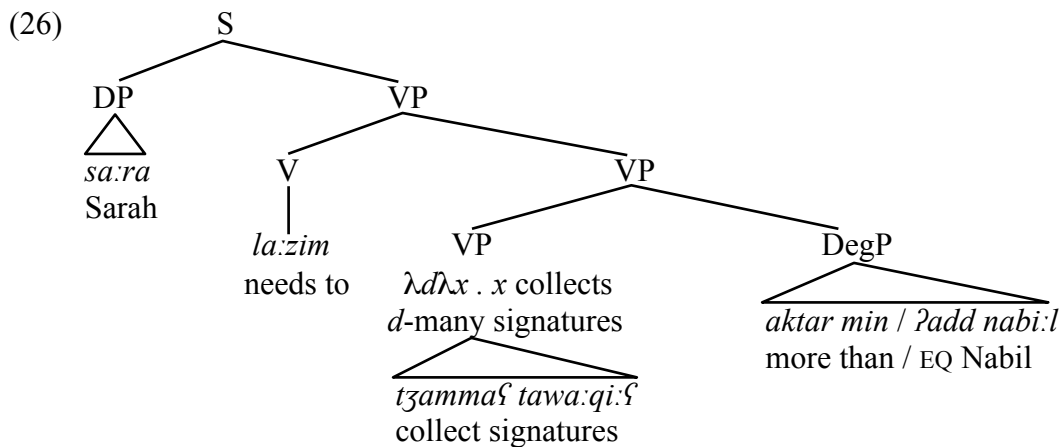 (26) S
DP VP
sa:ra V VP
Sarah
la:zim VP DegP
needs to λdλx . x collects
d-many signatures aktar min / ʔadd nabi:l
more than / EQ Nabil
tʒammaʕ tawa:qi:ʕ
collect signatures